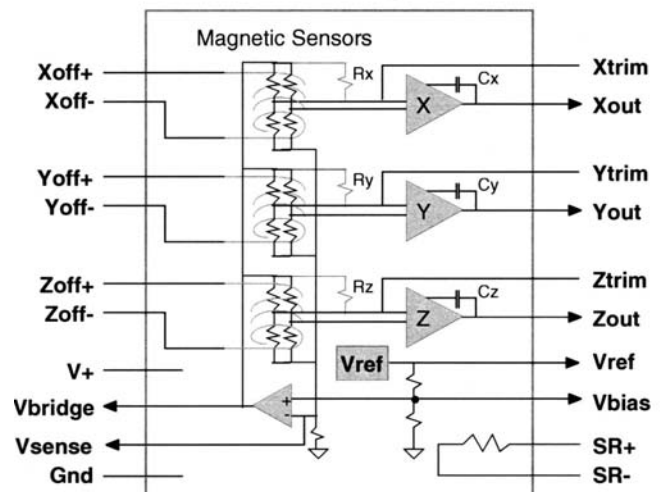 Magnetic Sensors
Xoff+
Rx
Cx
Xtrim
Xoff-
X
Xout
Yoff+
Ry
Cy
Ytrim
Yoff-
Y
Yout
Zoff+
Rz
Cz
Ztrim
Zoff-
Z
Zout
V+
Vref
Vref
Vbridge
+
-
Vbias
Vsense
SR+
Gnd
SR-